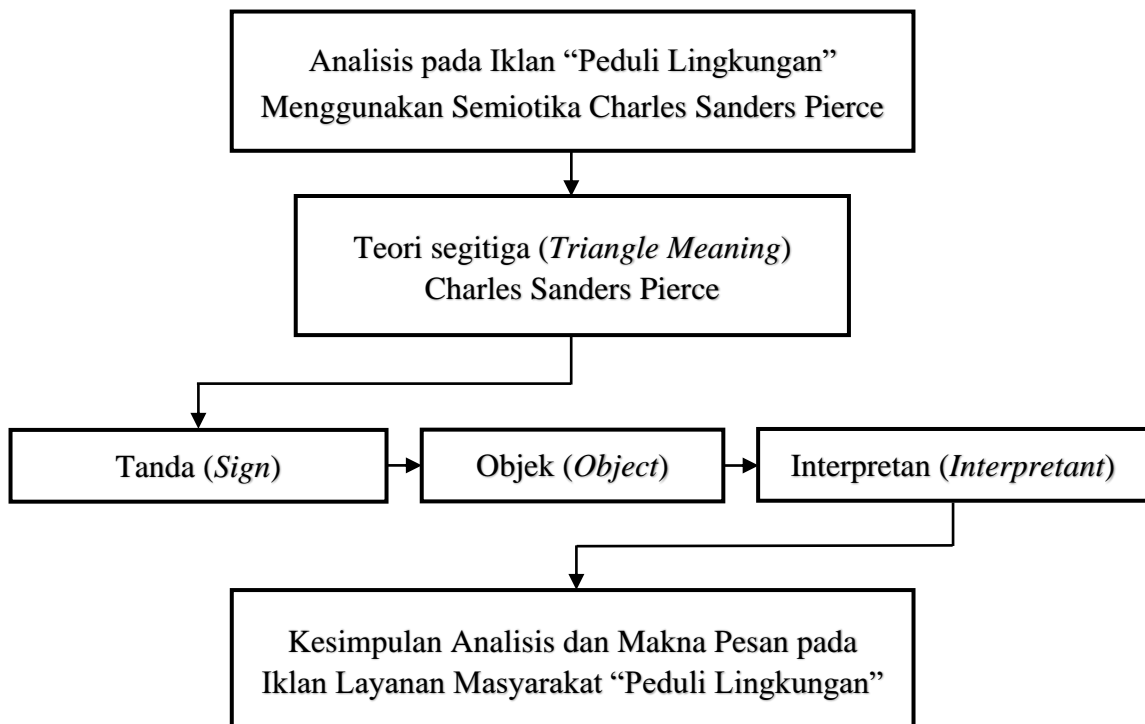 Analisis pada Iklan “Peduli Lingkungan”
Menggunakan Semiotika Charles Sanders Pierce
Teori segitiga (Triangle Meaning)
Charles Sanders Pierce
Tanda (Sign)
Objek (Object)
Interpretan (Interpretant)
Kesimpulan Analisis dan Makna Pesan pada
Iklan Layanan Masyarakat “Peduli Lingkungan”